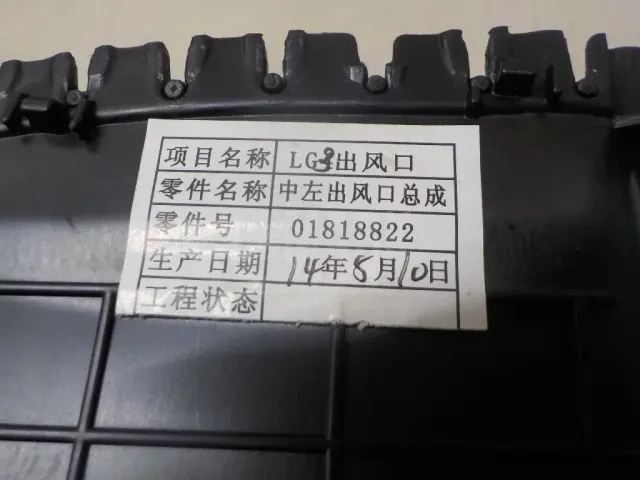 项目名称 LG3出风口
零件名称 中左出风口总成
零件号 01818822
生产日期 14年5月10日
工程状态